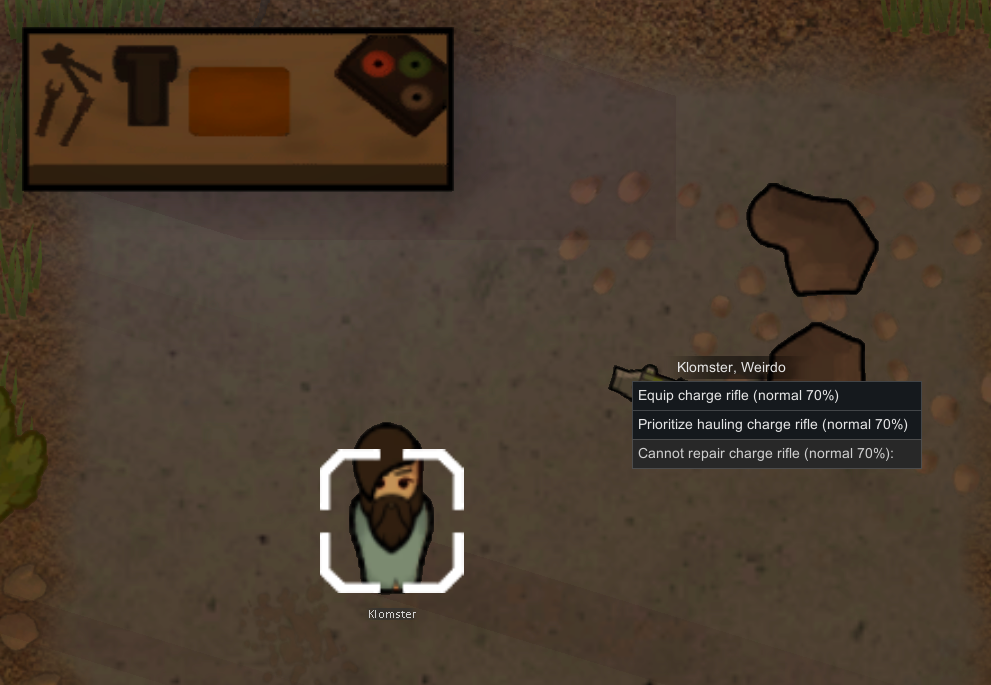 Klomster, Weirdo
Equip charge rifle (normal 70%)
Prioritize hauling charge rifle (normal 70%)
Cannot repair charge rifle (normal 70%):
Klomster